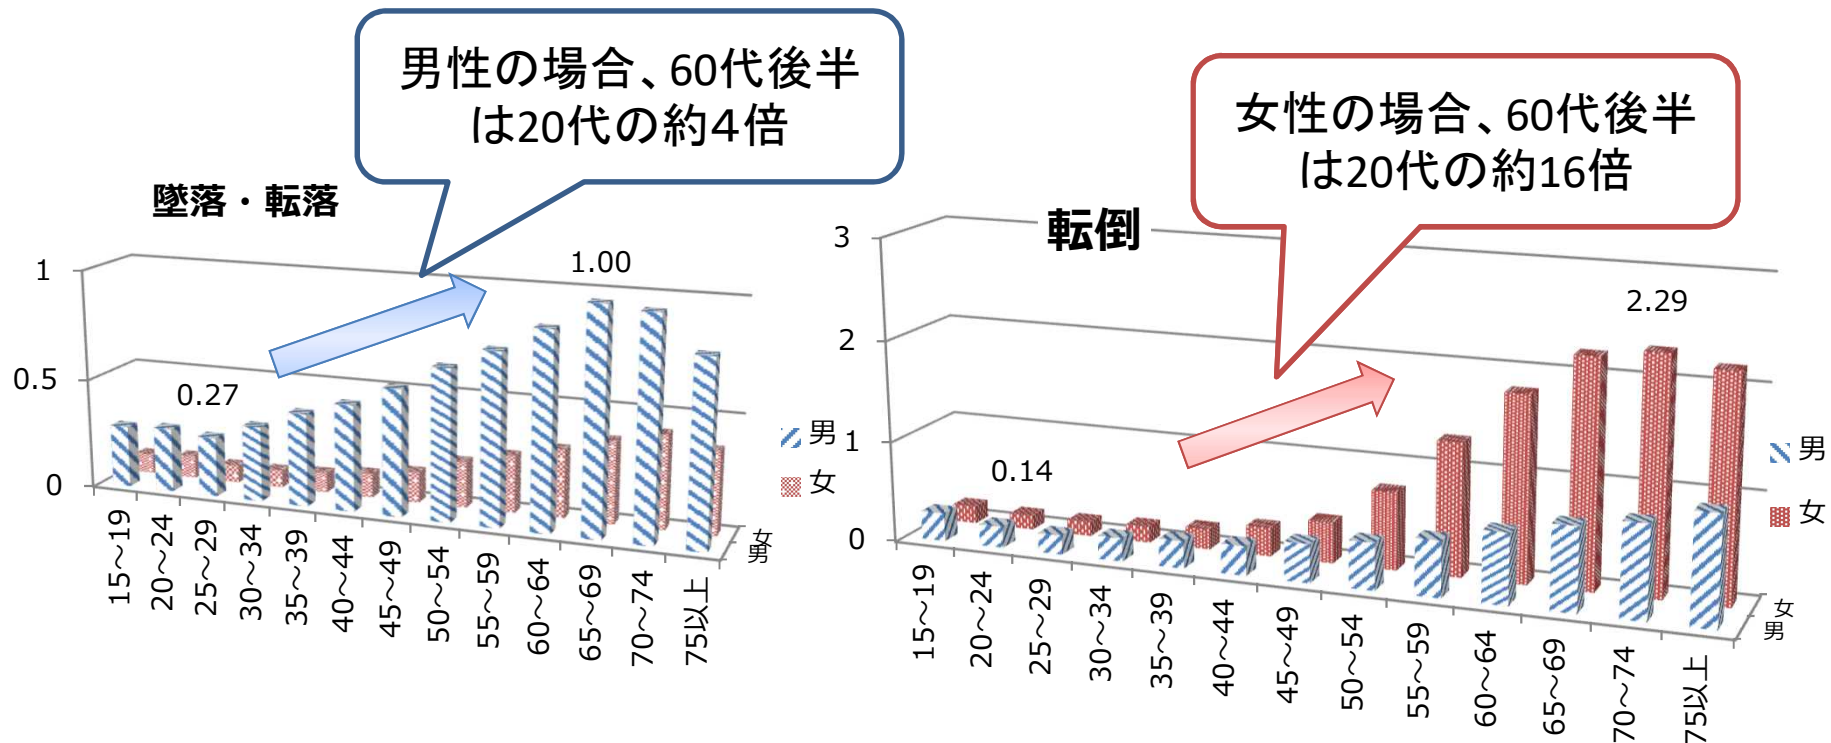 男性の場合、60代後半
は20代の約4倍
墜落・転落
1
0.5
0
0.27
1.00
15～19
20～24
25～29
30～34
35～39
40～44
45～49
50～54
55～59
60～64
65～69
70～74
75以上
女
男
男
女
女性の場合、60代後半
は20代の約16倍
転倒
3
2
1
0
0.14
2.29
15～19
20～24
25～29
30～34
35～39
40～44
45～49
50～54
55～59
60～64
65～69
70～74
75以上
女
男
男
女